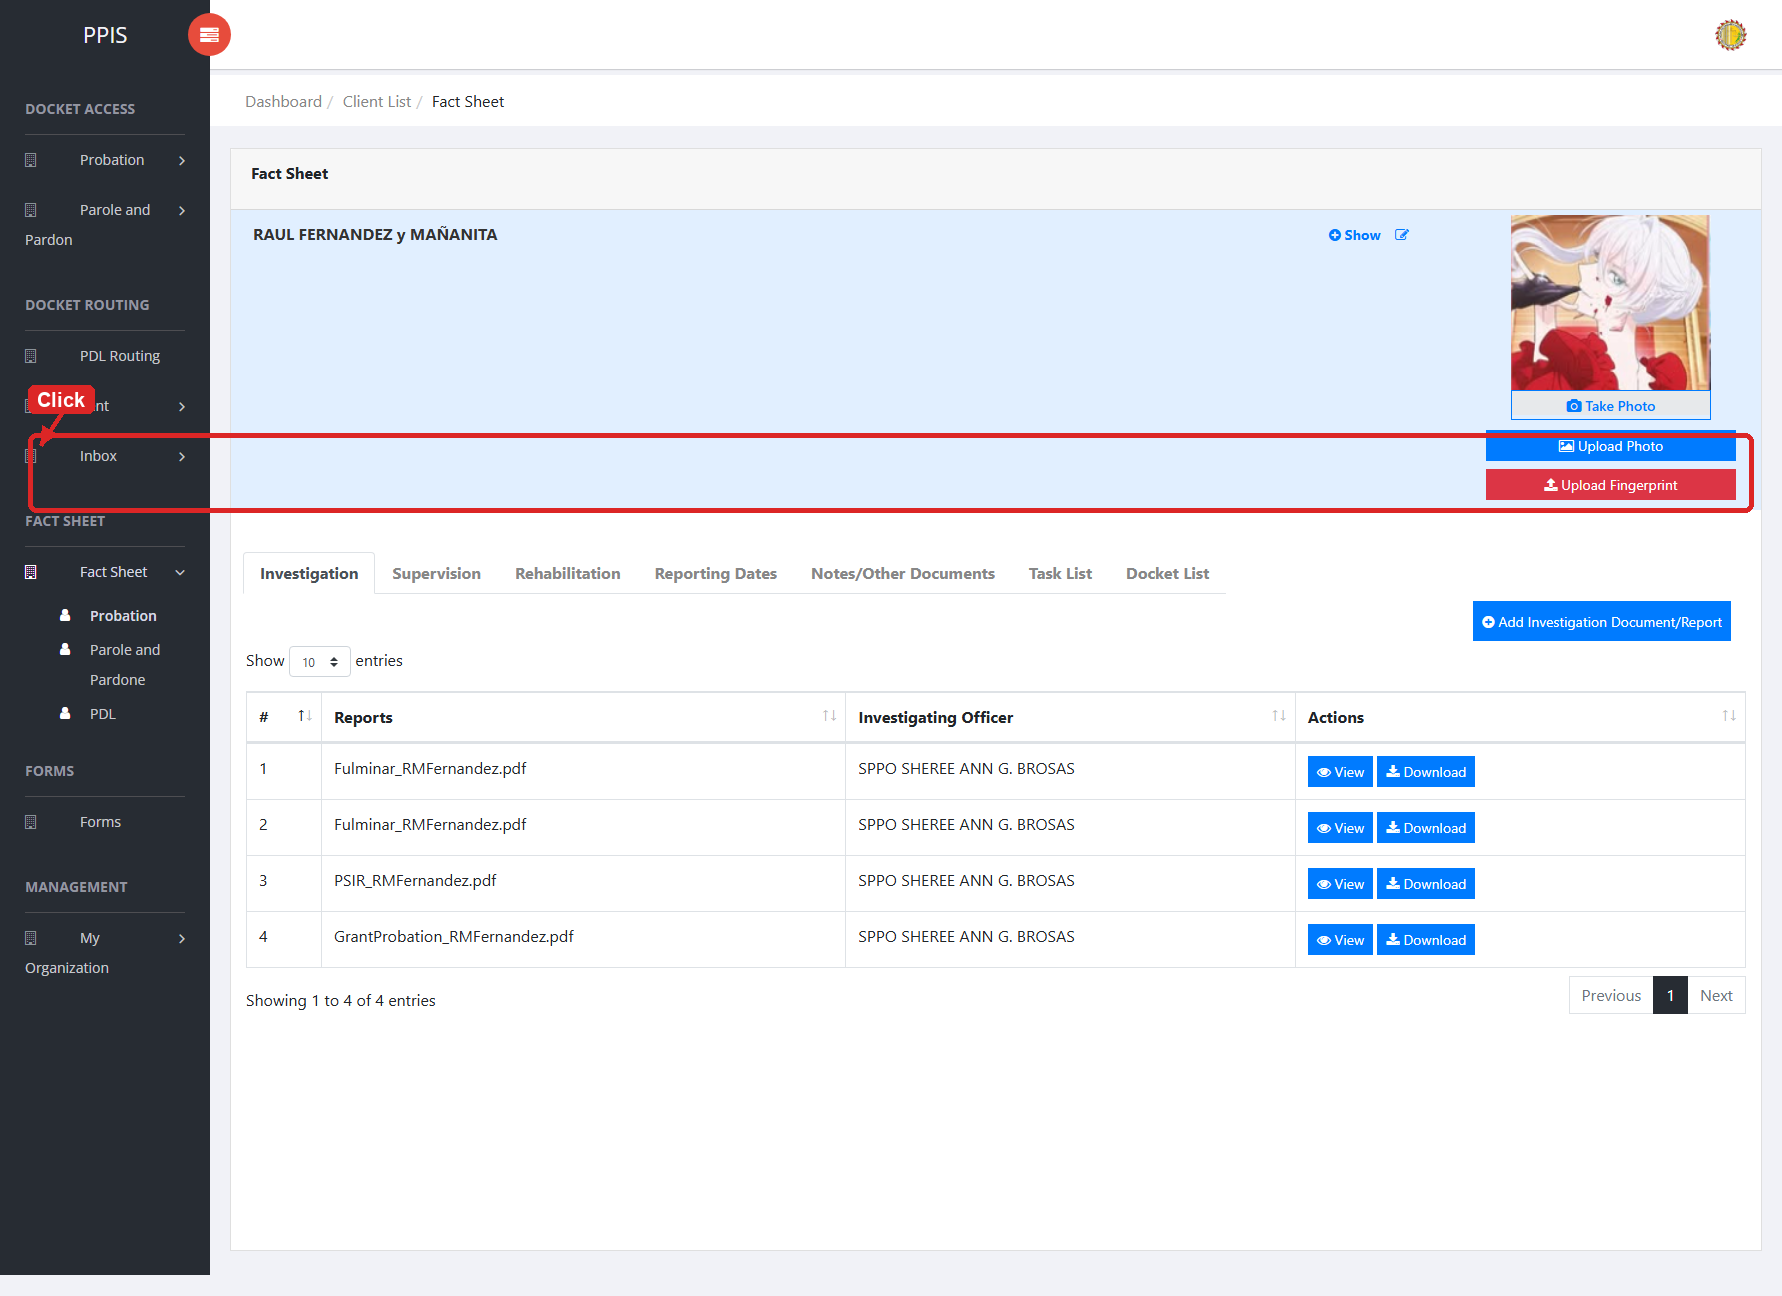 PPIS
DOCKET ACCESS
Probation
Parole and
Pardon
DOCKET ROUTING
PDL Routing
Click
nt
Inbox
FACT SHEET
Fact Sheet
Probation
Parole and
Pardone
PDL
FORMS
Forms
MANAGEMENT
My
Organization
Dashboard / Client List / Fact Sheet
Fact Sheet
RAUL FERNANDEZ y MAÑANITA
Show
Take Photo
Upload Photo
Upload Fingerprint
Investigation Supervision Rehabilitation Reporting Dates Notes/Other Documents Task List Docket List
Add Investigation Document/Report
Show 10 entries
# Reports Investigating Officer Actions
1 Fulminar_RMFernandez.pdf SPPO SHEREE ANN G. BROSAS View Download
2 Fulminar_RMFernandez.pdf SPPO SHEREE ANN G. BROSAS View Download
3 PSIR_RMFernandez.pdf SPPO SHEREE ANN G. BROSAS View Download
4 GrantProbation_RMFernandez.pdf SPPO SHEREE ANN G. BROSAS View Download
Showing 1 to 4 of 4 entries
Previous 1 Next